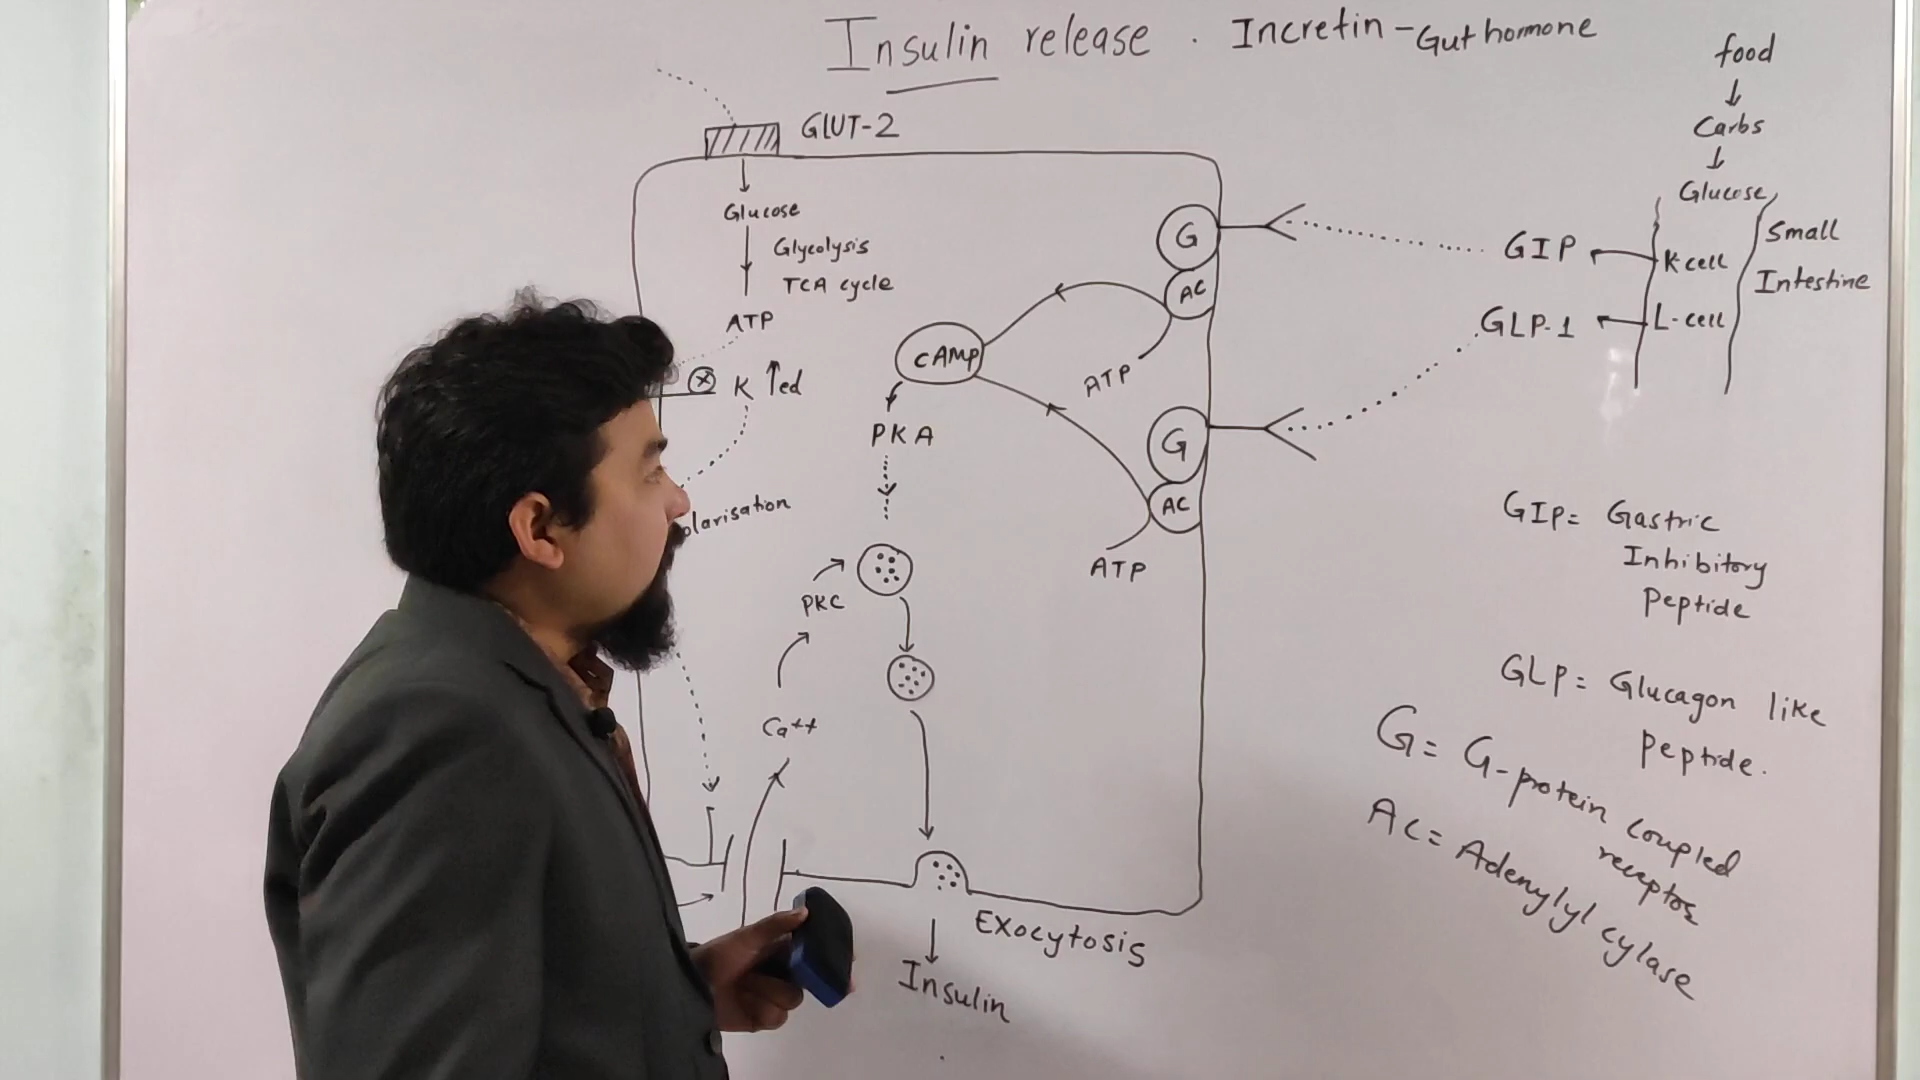 Insulin release . Incretin - Gut hormone
food
Carbs
Glucose
Small
Intestine
K-cell
L-cell
GIP
GLP-1
GLUT-2
Glucose
Glycolysis
TCA cycle
ATP
K ↑ed
olarisation
G
AC
ATP
cAMP
PKA
G
AC
ATP
PKC
Ca++
Exocytosis
Insulin
GIP= Gastric
Inhibitory
Peptide
GLP= Glucagon like
peptide.
G= G-protein coupled
receptor
AC= Adenylyl cylase